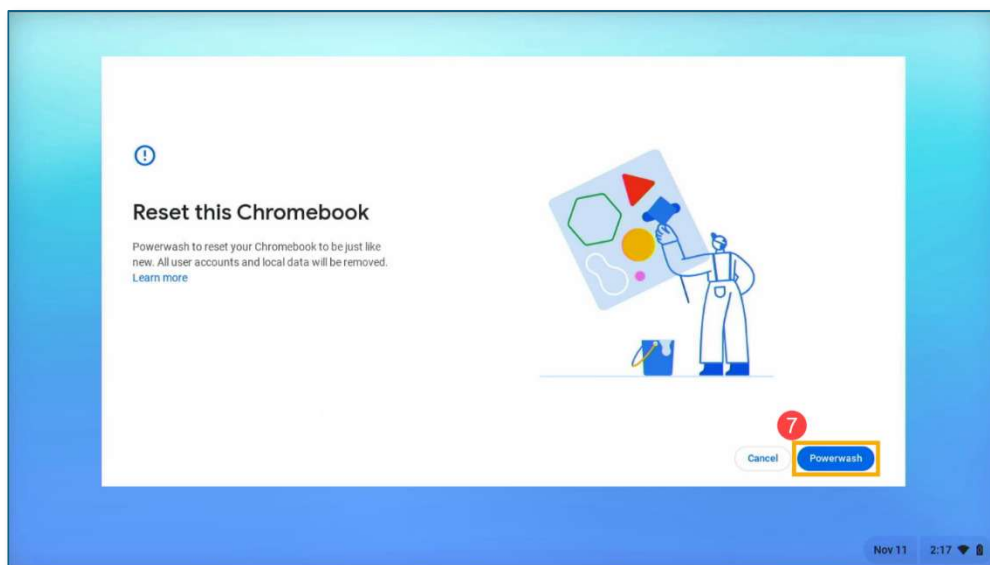 Reset this Chromebook
Powerwash to reset your Chromebook to be just like
new. All user accounts and local data will be removed.
Learn more
7
Cancel
Powerwash
Nov 11
2:17